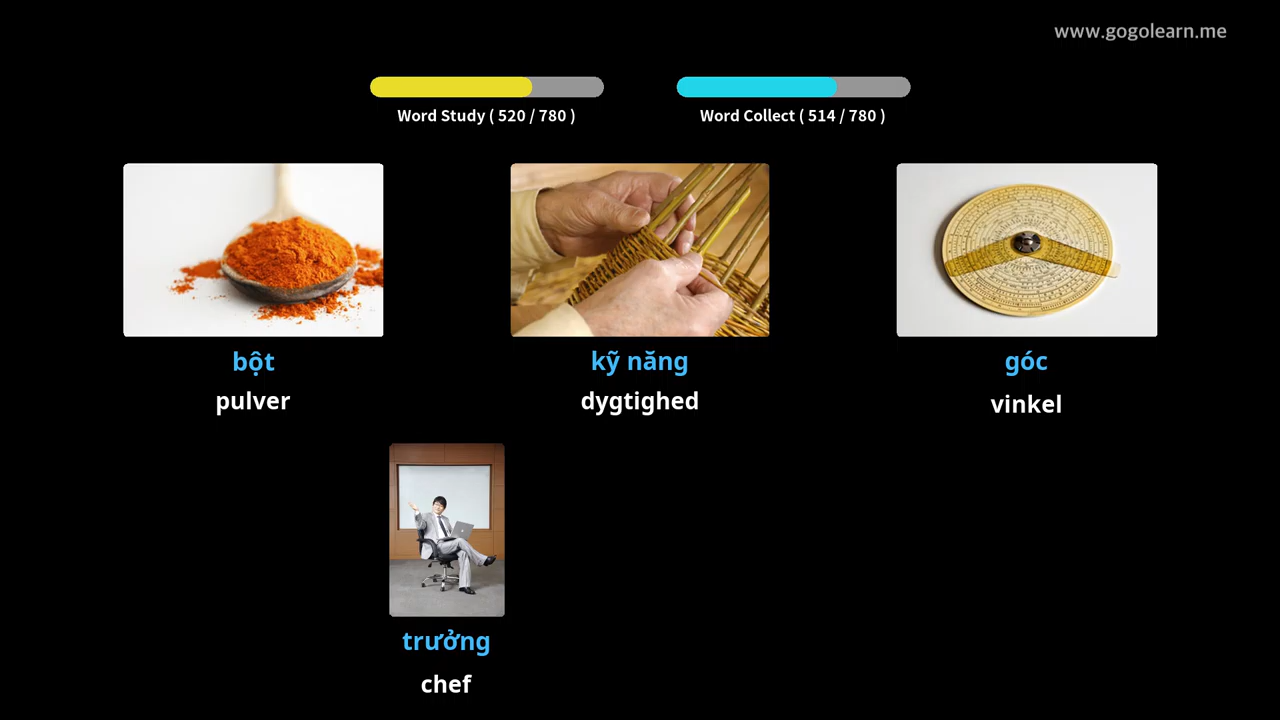 www.gogolearn.me
Word Study ( 520 / 780 )
Word Collect ( 514 / 780 )
bột
kỹ năng
góc
pulver
dygtighed
vinkel
trưởng
chef